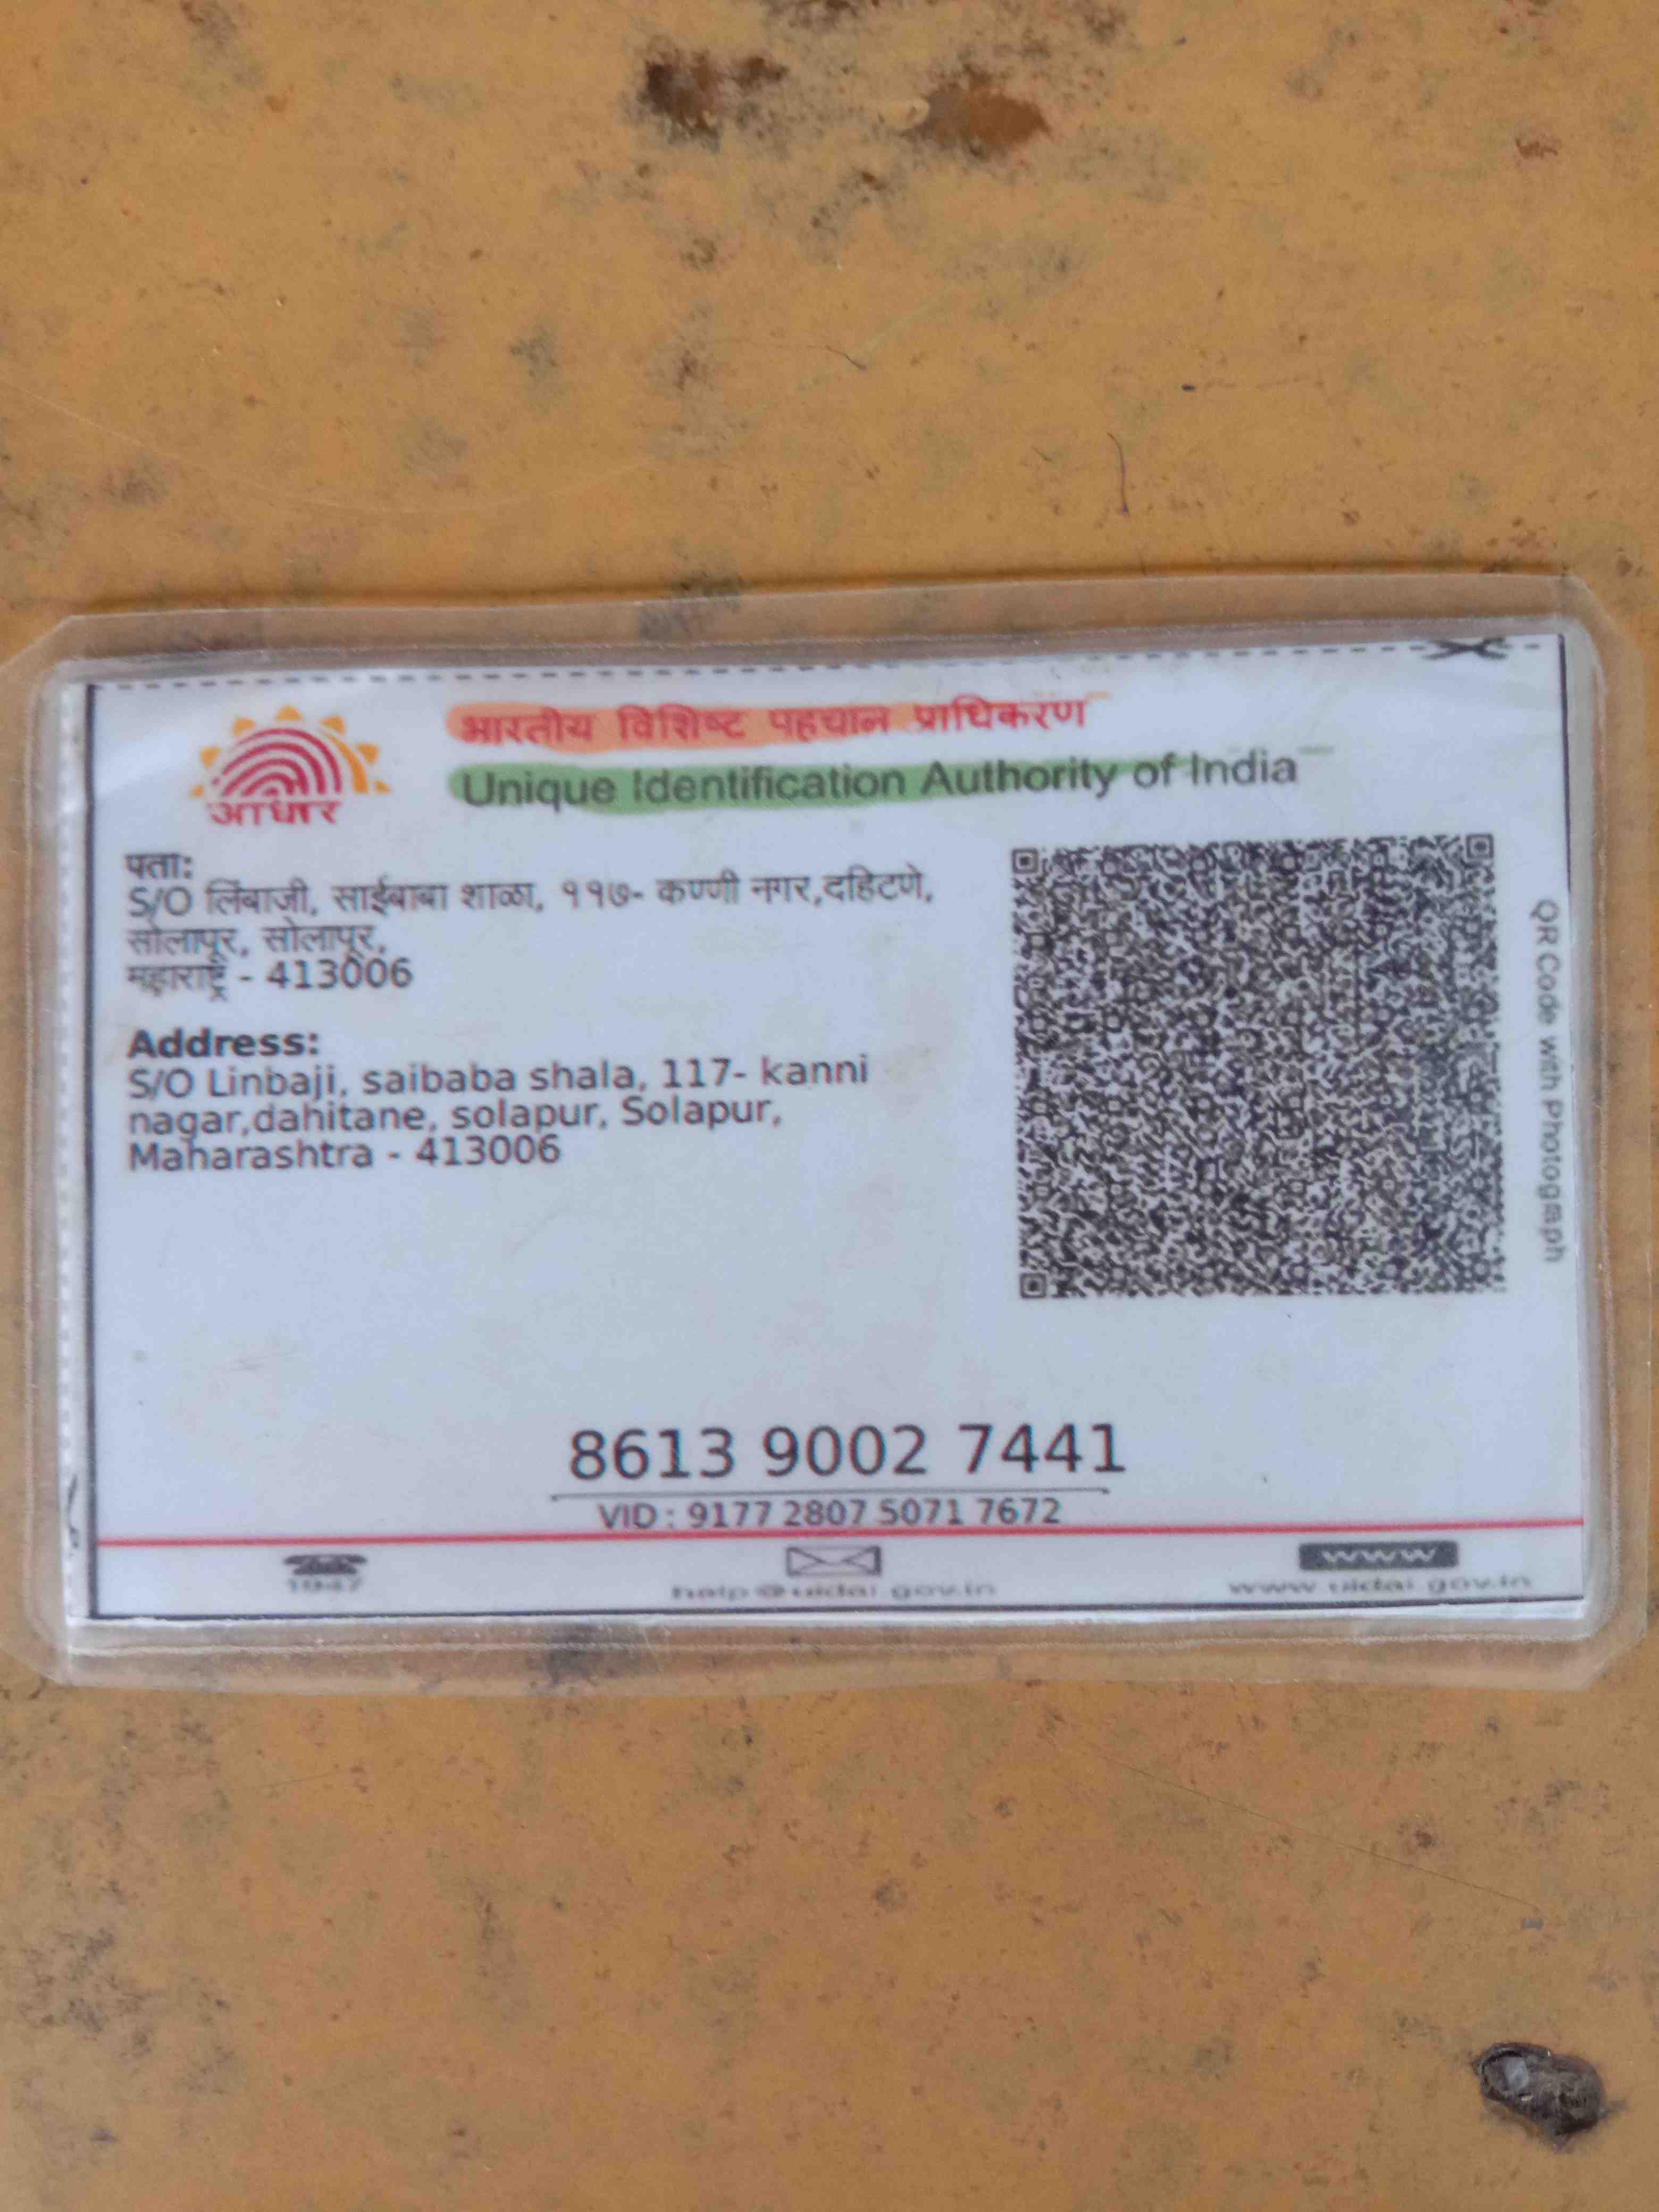 आधार
भारतीय विशिष्ट पहचान प्राधिकरण
Unique Identification Authority of India
पता:
S/O लिंबाजी, साईबाबा शाळा, ११७- कण्णी नगर,दहिटणे,
सोलापूर, सोलापूर,
महाराष्ट्र - 413006
Address:
S/O Linbaji, saibaba shala, 117- kanni
nagar,dahitane, solapur, Solapur,
Maharashtra - 413006
QR Code with Photograph
8613 9002 7441
VID : 9177 2807 5071 7672
1947
help@uidai.gov.in
www
www.uidai.gov.in